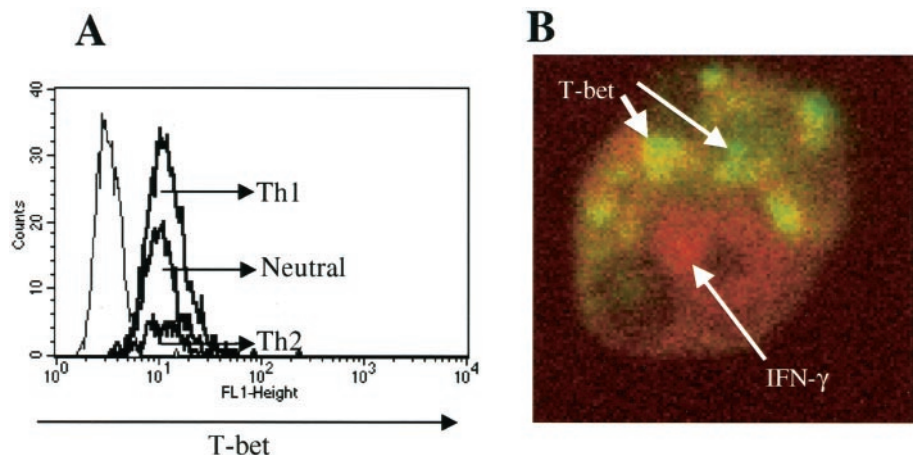 A
B
40
30
20
10
0
Counts
Th1
Neutral
Th2
10^0
10^1
10^2
10^3
10^4
FL1-Height
T-bet
T-bet
IFN-γ